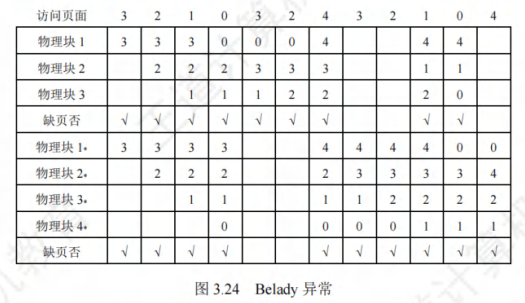 访问页面 3 2 1 0 3 2 4 3 2 1 0 4
物理块 1 3 3 3 0 0 0 4 4 4
物理块 2 2 2 2 3 3 3 1 1
物理块 3 1 1 1 2 2 2 0
缺页否 √ √ √ √ √ √ √ √ √
物理块 1* 3 3 3 3 4 4 4 4 0 0
物理块 2* 2 2 2 2 3 3 3 3 4
物理块 3* 1 1 1 1 2 2 2 2
物理块 4* 0 0 0 0 1 1 1
缺页否 √ √ √ √ √ √ √ √ √ √
图 3.24 Belady 异常